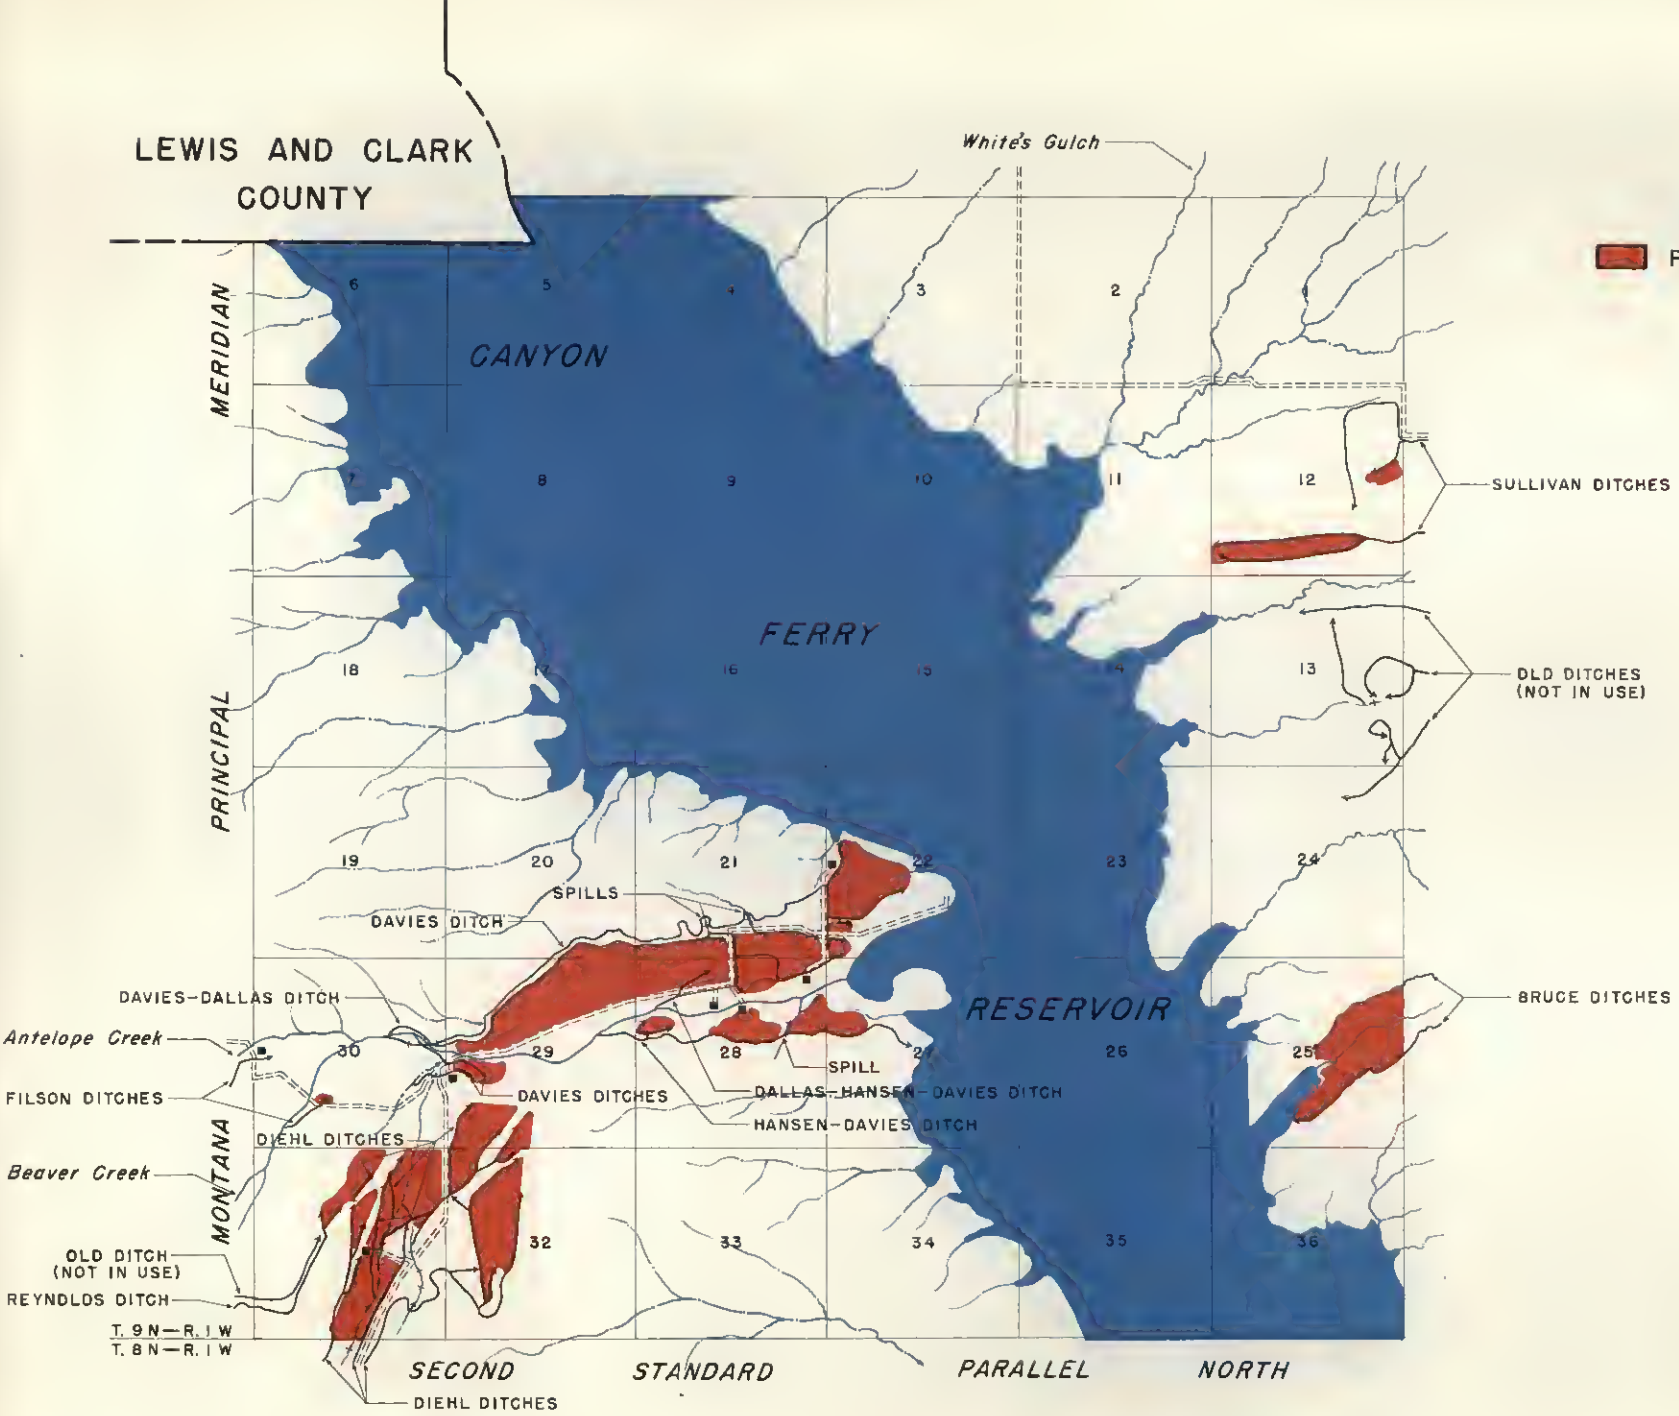 LEWIS AND CLARK
COUNTY
White's Gulch
P
MERIDIAN
6
5
4
3
2
1
CANYON
7
8
9
10
11
12
SULLIVAN DITCHES
FERRY
18
17
16
15
14
13
OLD DITCHES
(NOT IN USE)
PRINCIPAL
19
20
21
22
23
24
SPILLS
DAVIES DITCH
DAVIES-DALLAS DITCH
RESERVOIR
BRUCE DITCHES
Antelope Creek
30
29
28
27
26
25
SPILL
FILSON DITCHES
DAVIES DITCHES
DALLAS-HANSEN-DAVIES DITCH
HANSEN-DAVIES DITCH
DIEHL DITCHES
Beaver Creek
MONTANA
32
33
34
35
36
OLD DITCH
(NOT IN USE)
REYNOLDS DITCH
T. 9 N—R. 1 W
T. 8 N—R. 1 W
SECOND STANDARD PARALLEL NORTH
DIEHL DITCHES